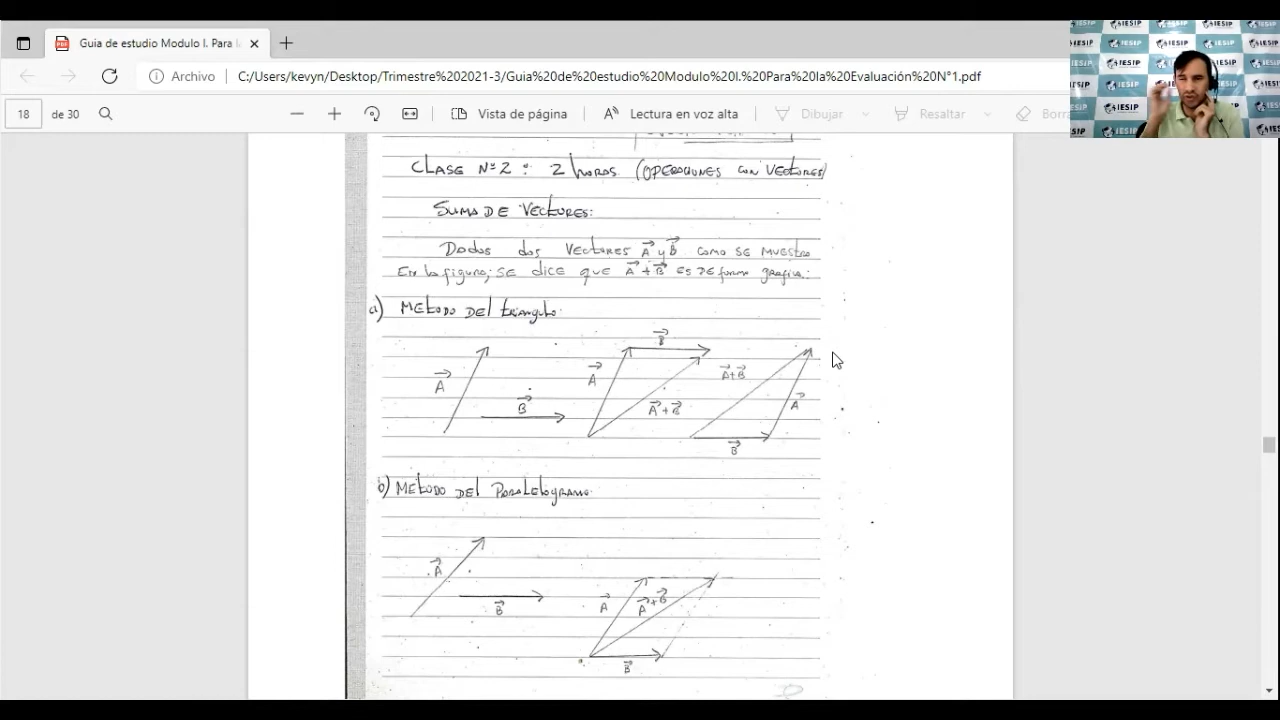 Guia de estudio Modulo I. Para l
Archivo C:/Users/kevyn/Desktop/Trimestre%2021-3/Guia%20de%20estudio%20Modulo%20I.%20Para%20la%20Evaluación%20N°1.pdf
18 de 30 Vista de página Lectura en voz alta Dibujar Resaltar Borra
IESIP
CLASE Nº2: 2 horas (OPERACIONES CON VECTORES)
SUMA DE VECTORES:
Dados dos vectores A⃗ y B⃗ como se muestra
En la figura; se dice que A⃗+B⃗ es de forma grafica:
a) Metodo del triangulo
A⃗ B⃗ A⃗ B⃗ A⃗+B⃗ A⃗+B⃗ A⃗ B⃗
b) Metodo del Paralelogramo
A⃗ B⃗ A⃗ A⃗+B⃗ B⃗